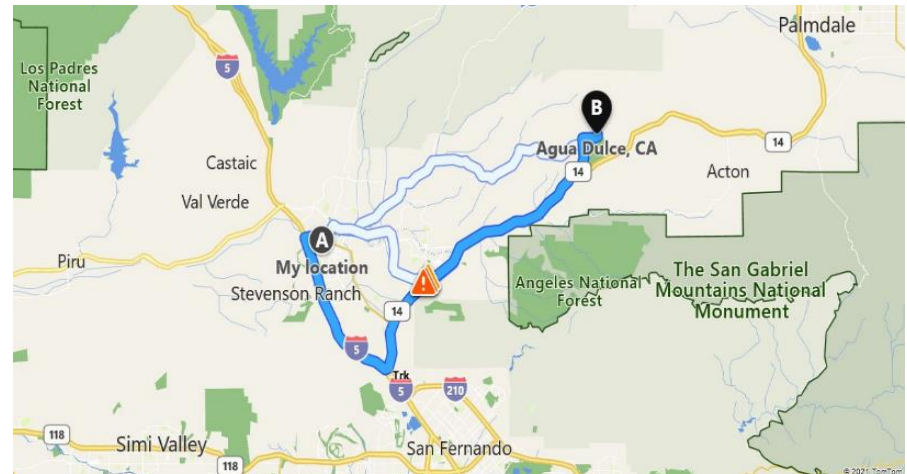 Palmdale
Los Padres
National
Forest
5
B
Agua Dulce, CA
14
Castaic
14
Acton
Val Verde
A
My location
Piru
Stevenson Ranch
Angeles National
Forest
The San Gabriel
Mountains National
Monument
14
5
Trk
5
210
118
Simi Valley
118
San Fernando
© 2021 TomTom